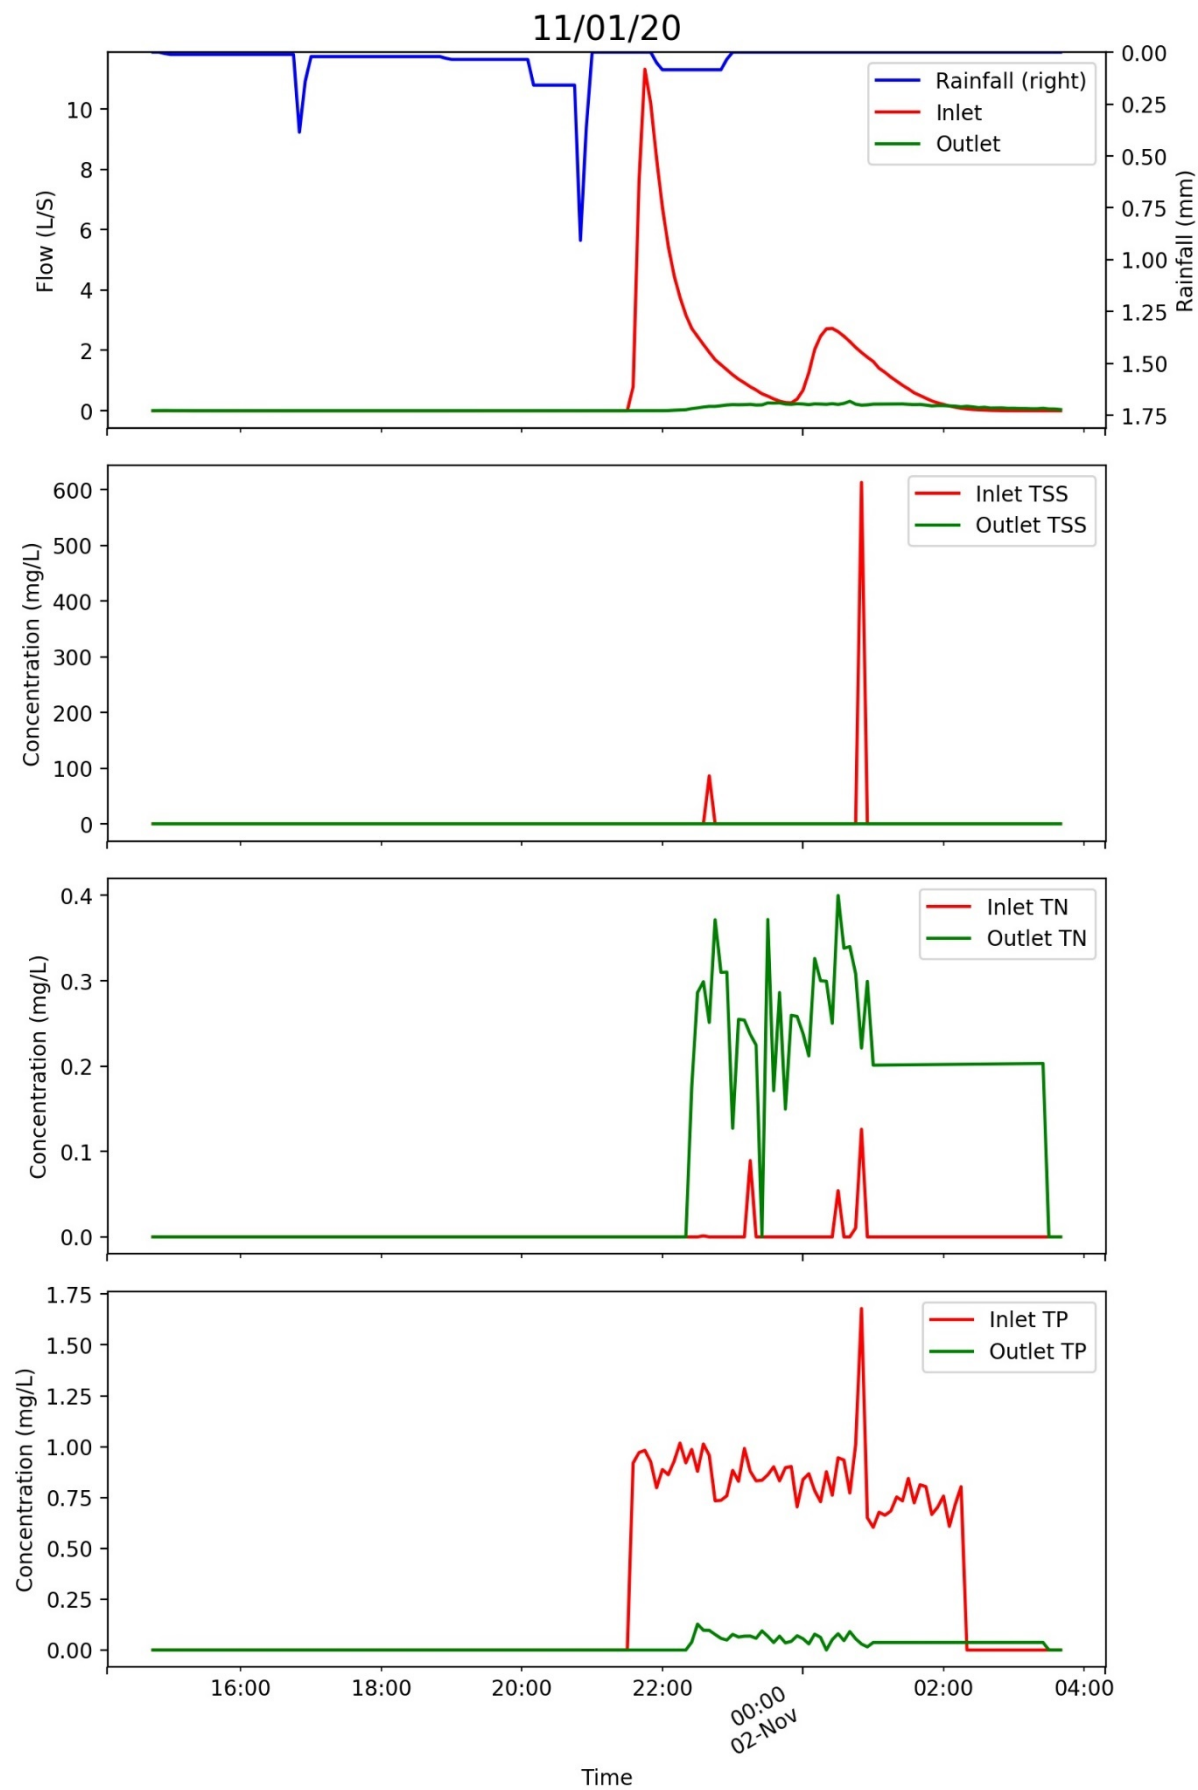 11/01/20
Flow (L/S)
10
8
6
4
2
0
Rainfall (right)
Inlet
Outlet
0.00
0.25
0.50
0.75
1.00
1.25
1.50
1.75
Rainfall (mm)
Concentration (mg/L)
600
500
400
300
200
100
0
Inlet TSS
Outlet TSS
Concentration (mg/L)
0.4
0.3
0.2
0.1
0.0
Inlet TN
Outlet TN
Concentration (mg/L)
1.75
1.50
1.25
1.00
0.75
0.50
0.25
0.00
Inlet TP
Outlet TP
16:00
18:00
20:00
22:00
00:00
02-Nov
02:00
04:00
Time